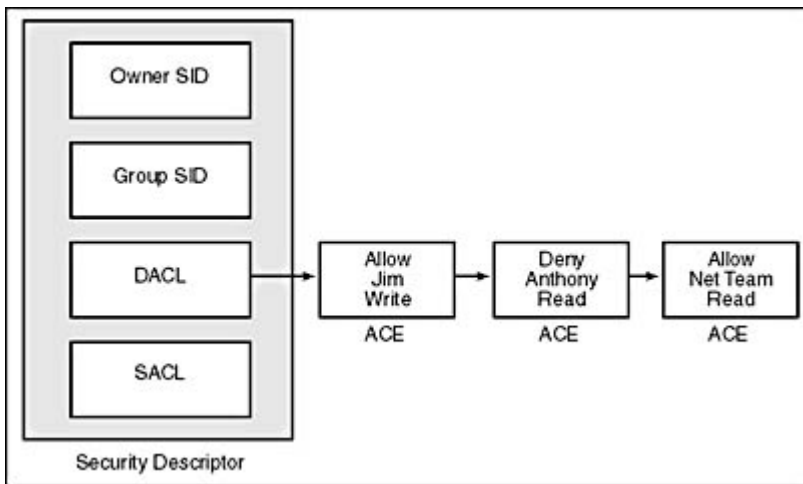 Owner SID
Group SID
DACL
SACL
Security Descriptor
Allow
Jim
Write
ACE
Deny
Anthony
Read
ACE
Allow
Net Team
Read
ACE